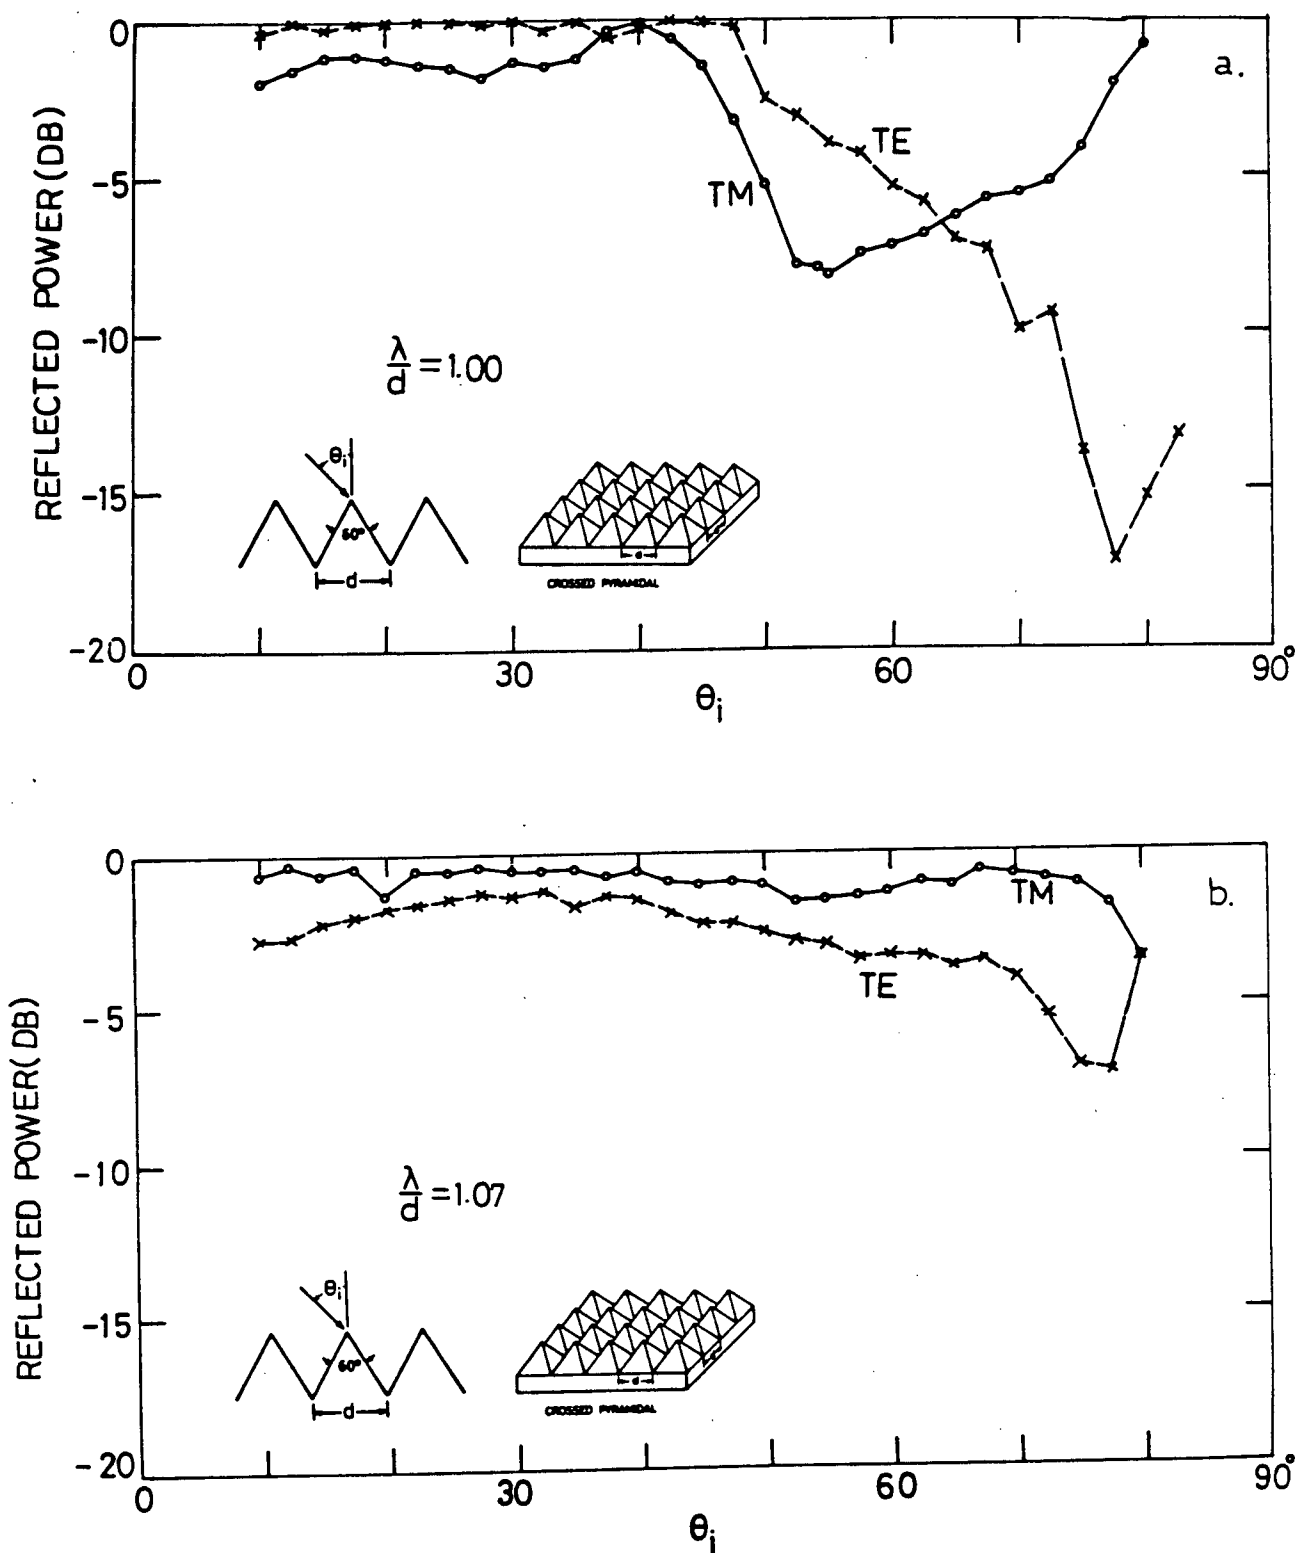 a.
REFLECTED POWER(DB)
0
-5
-10
-15
-20
TE
TM
λ/d = 1.00
θi
60°
d
d
d
CROSSED PYRAMIDAL
0
30
60
90°
θi
b.
REFLECTED POWER(DB)
0
-5
-10
-15
-20
TM
TE
λ/d = 1.07
θi
60°
d
d
CROSSED PYRAMIDAL
0
30
60
90°
θi